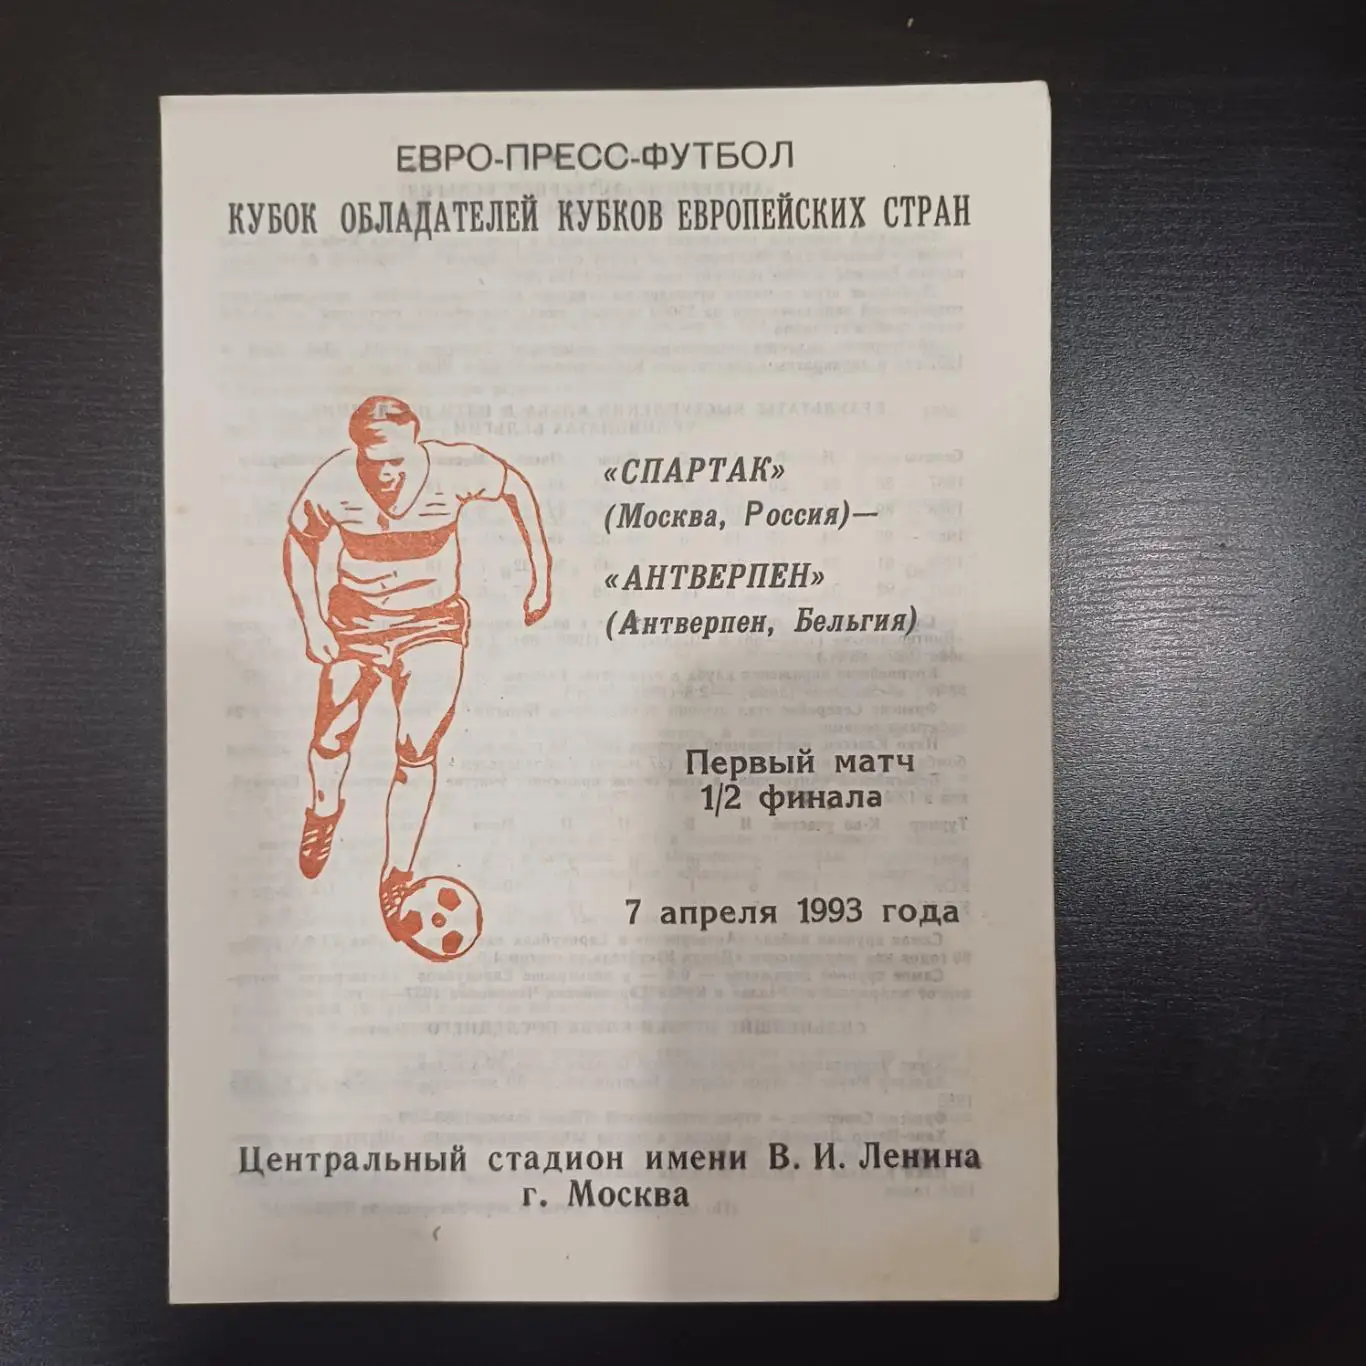 ЕВРО-ПРЕСС-ФУТБОЛ
КУБОК ОБЛАДАТЕЛЕЙ КУБКОВ ЕВРОПЕЙСКИХ СТРАН
«СПАРТАК»
(Москва, Россия)—
«АНТВЕРПЕН»
(Антверпен, Бельгия)
Первый матч
1/2 финала
7 апреля 1993 года
Центральный стадион имени В. И. Ленина
г. Москва